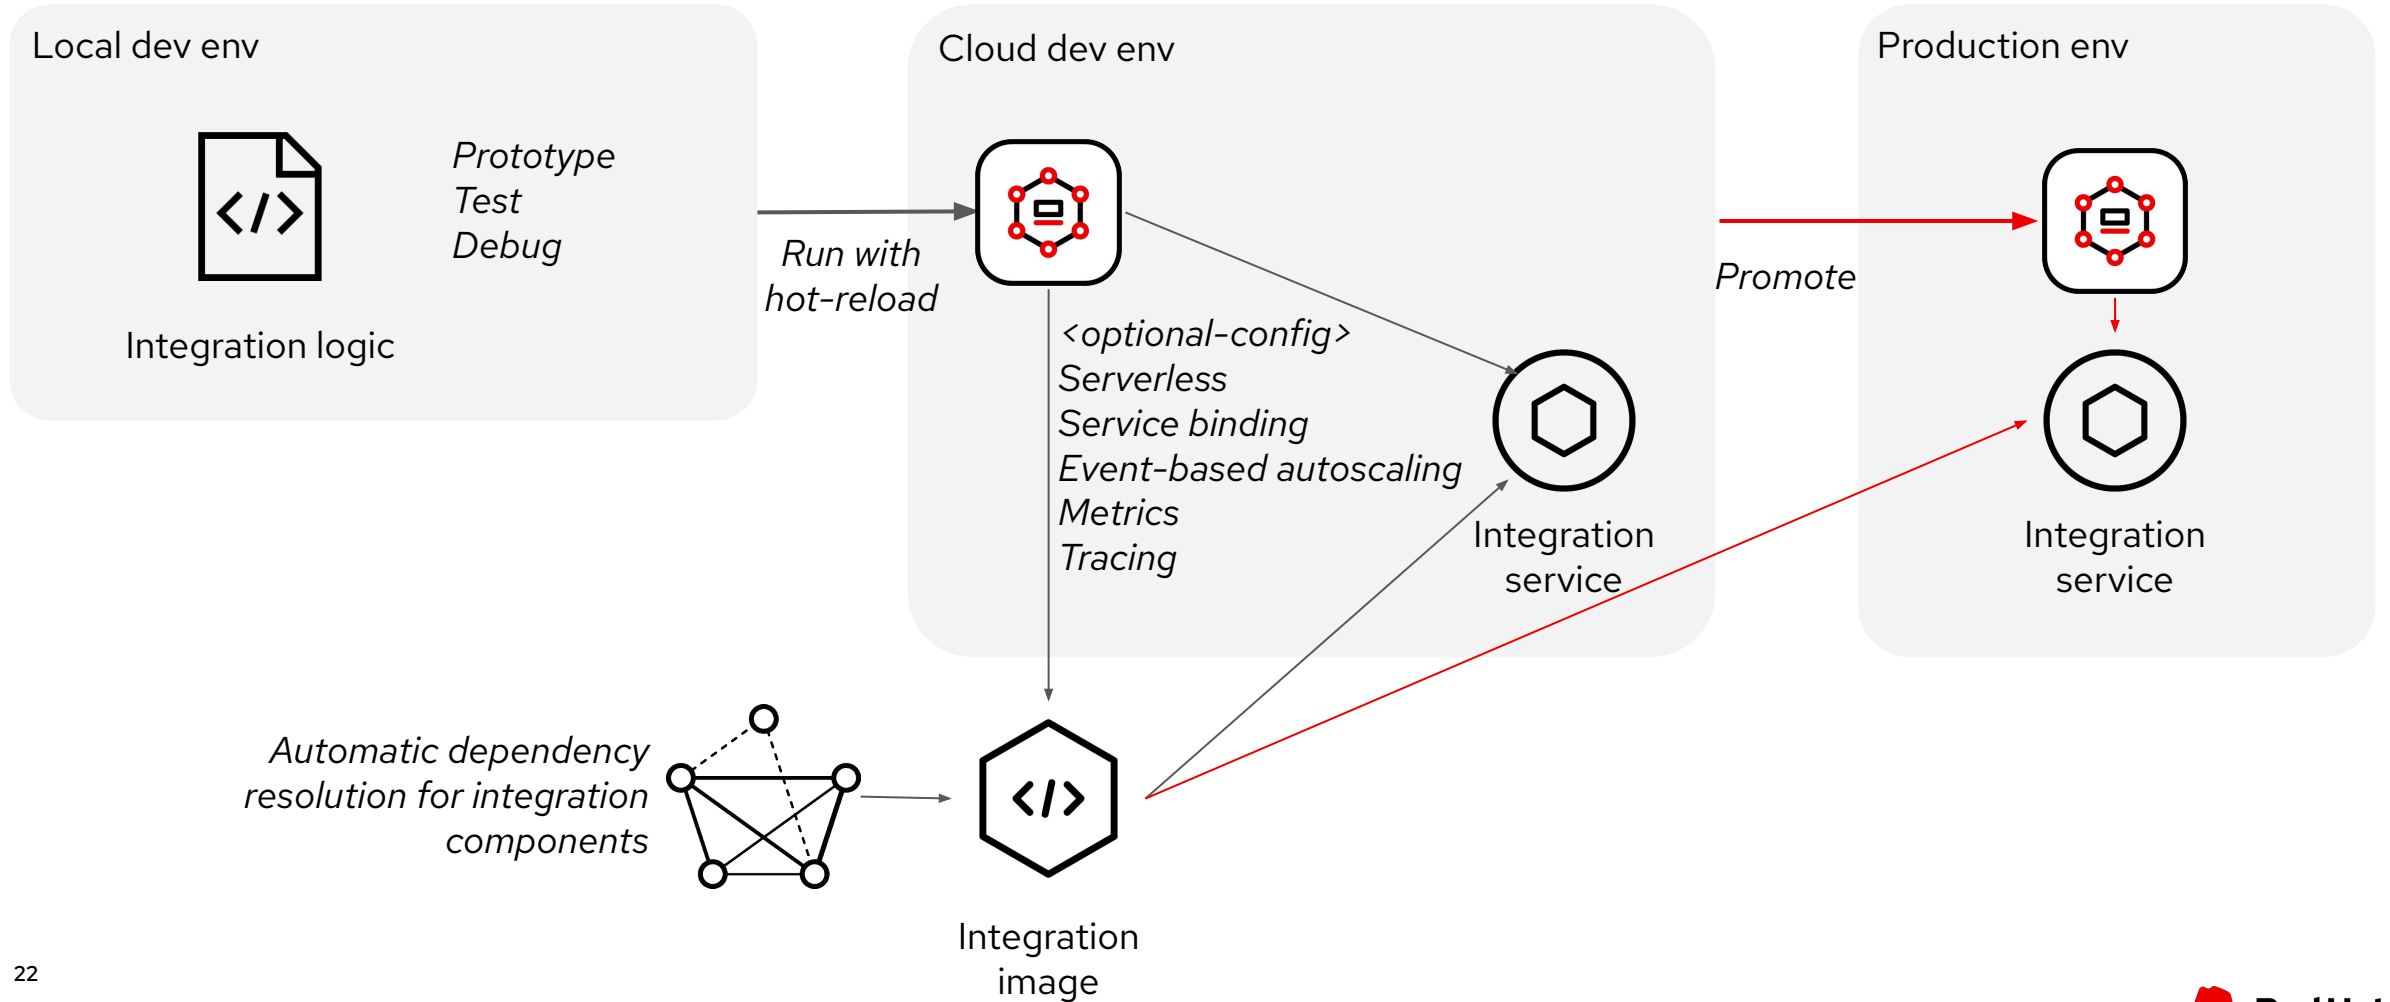 Local dev env
Prototype
Test
Debug
Integration logic
Run with
hot-reload
Cloud dev env
<optional-config>
Serverless
Service binding
Event-based autoscaling
Metrics
Tracing
Integration
service
Promote
Production env
Integration
service
Automatic dependency
resolution for integration
components
Integration
image
22